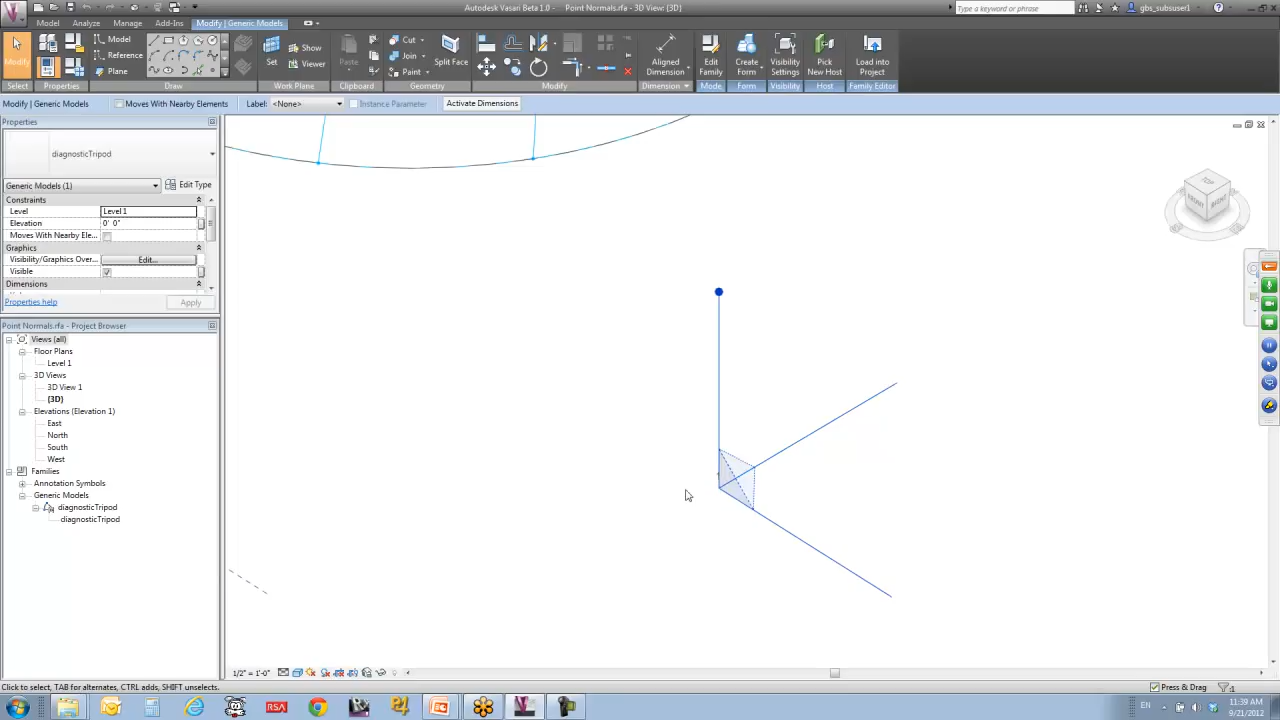 Autodesk Vasari Beta 1.0 - Point Normals.rfa - 3D View: {3D}
Type a keyword or phrase
gbs_subsuser1
Home
Analyze
Manage
Add-Ins
Modify | Generic Models
Modify
Model
Reference
Plane
Set
Show
Viewer
Paste
Cut
Join
Paint
Split Face
Aligned Dimension
Edit Family
Create Form
Visibility Settings
Pick New Host
Load into Project
Select
Properties
Draw
Work Plane
Clipboard
Geometry
Modify
Dimension
Mode
Form
Visibility
Host
Family Editor
Modify | Generic Models
Moves With Nearby Elements
Label:
<None>
Instance Parameter
Activate Dimensions
Properties
diagnosticTripod
Generic Models (1)
Edit Type
Constraints
Level
Level 1
Elevation
0' 0"
Moves With Nearby Ele...
Graphics
Visibility/Graphics Over...
Edit...
Visible
Dimensions
Properties help
Apply
Point Normals.rfa - Project Browser
Views (all)
Floor Plans
Level 1
3D Views
3D View 1
{3D}
Elevations (Elevation 1)
East
North
South
West
Families
Annotation Symbols
Generic Models
diagnosticTripod
diagnosticTripod
TOP
FRONT
RIGHT
1/2" = 1'-0"
Click to select, TAB for alternates, CTRL adds, SHIFT unselects.
Press & Drag
:1
RSA
EN
11:39 AM
9/21/2012